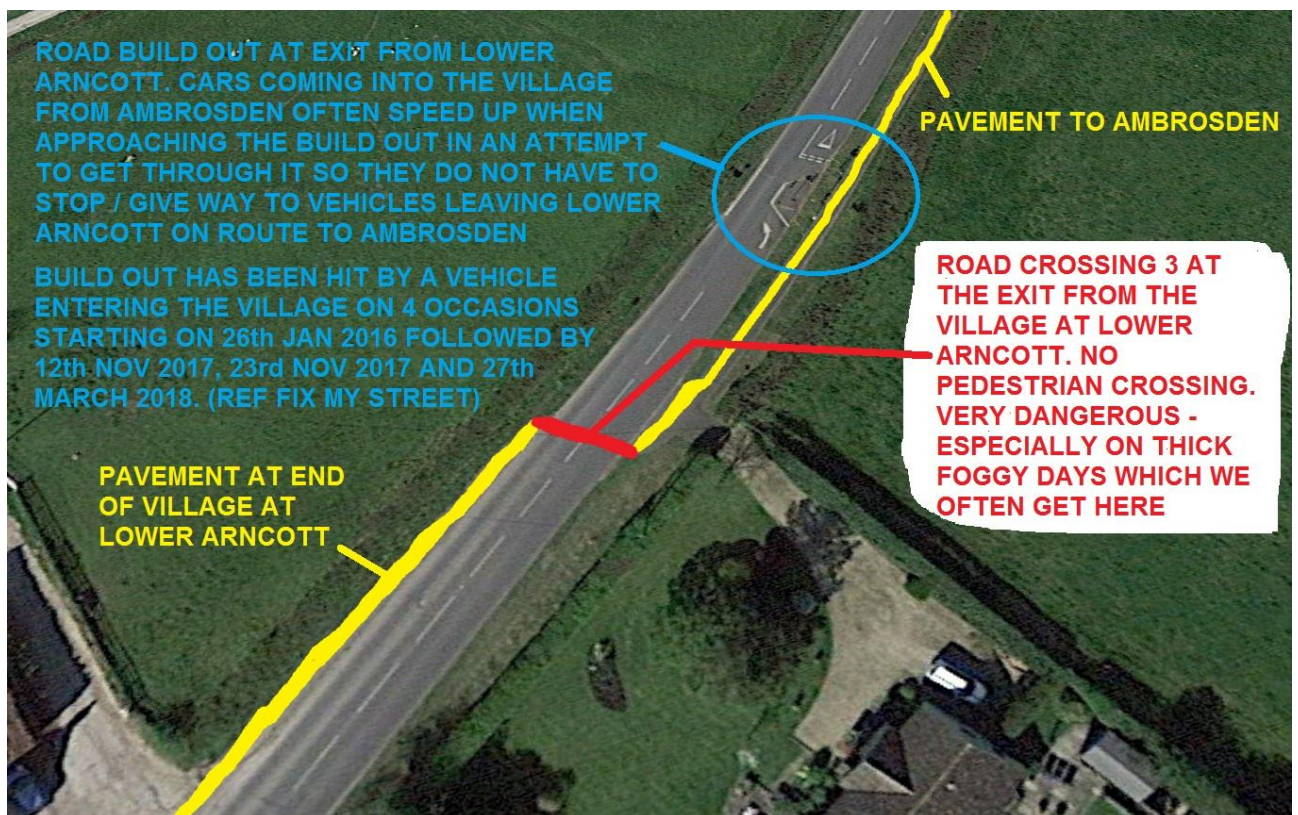 ROAD BUILD OUT AT EXIT FROM LOWER
ARNCOTT. CARS COMING INTO THE VILLAGE
FROM AMBROSDEN OFTEN SPEED UP WHEN
APPROACHING THE BUILD OUT IN AN ATTEMPT
TO GET THROUGH IT SO THEY DO NOT HAVE TO
STOP / GIVE WAY TO VEHICLES LEAVING LOWER
ARNCOTT ON ROUTE TO AMBROSDEN
BUILD OUT HAS BEEN HIT BY A VEHICLE
ENTERING THE VILLAGE ON 4 OCCASIONS
STARTING ON 26th JAN 2016 FOLLOWED BY
12th NOV 2017, 23rd NOV 2017 AND 27th
MARCH 2018. (REF FIX MY STREET)
PAVEMENT TO AMBROSDEN
ROAD CROSSING 3 AT
THE EXIT FROM THE
VILLAGE AT LOWER
ARNCOTT. NO
PEDESTRIAN CROSSING.
VERY DANGEROUS -
ESPECIALLY ON THICK
FOGGY DAYS WHICH WE
OFTEN GET HERE
PAVEMENT AT END
OF VILLAGE AT
LOWER ARNCOTT